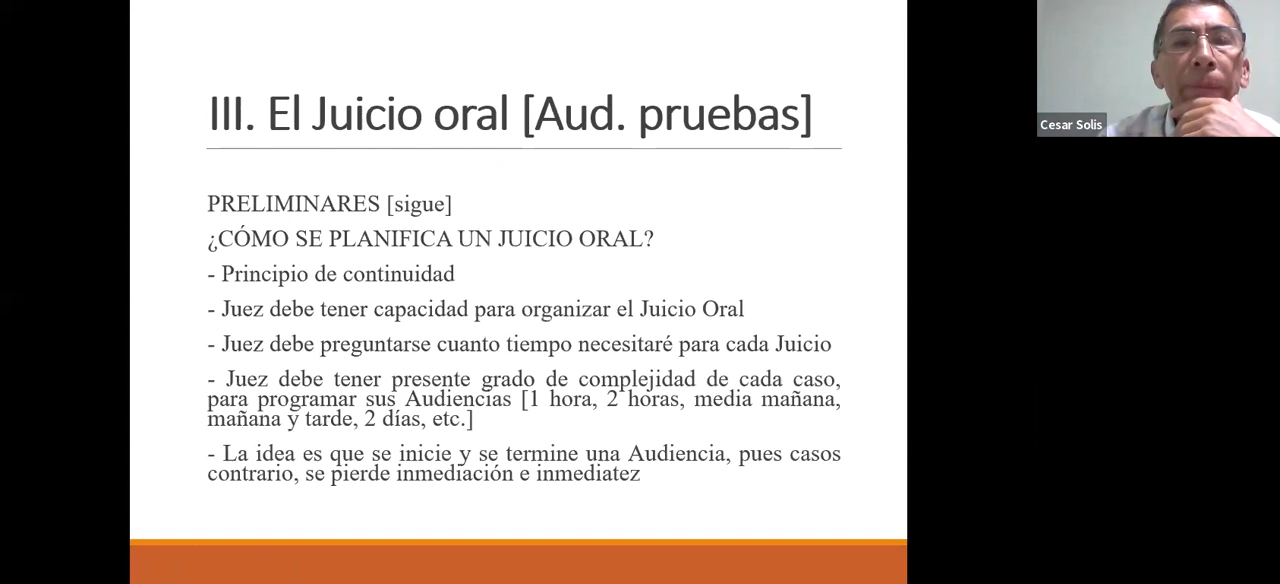 III. El Juicio oral [Aud. pruebas]
PRELIMINARES [sigue]
¿CÓMO SE PLANIFICA UN JUICIO ORAL?
- Principio de continuidad
- Juez debe tener capacidad para organizar el Juicio Oral
- Juez debe preguntarse cuanto tiempo necesitaré para cada Juicio
- Juez debe tener presente grado de complejidad de cada caso,
para programar sus Audiencias [1 hora, 2 horas, media mañana,
mañana y tarde, 2 días, etc.]
- La idea es que se inicie y se termine una Audiencia, pues casos
contrario, se pierde inmediación e inmediatez
Cesar Solis